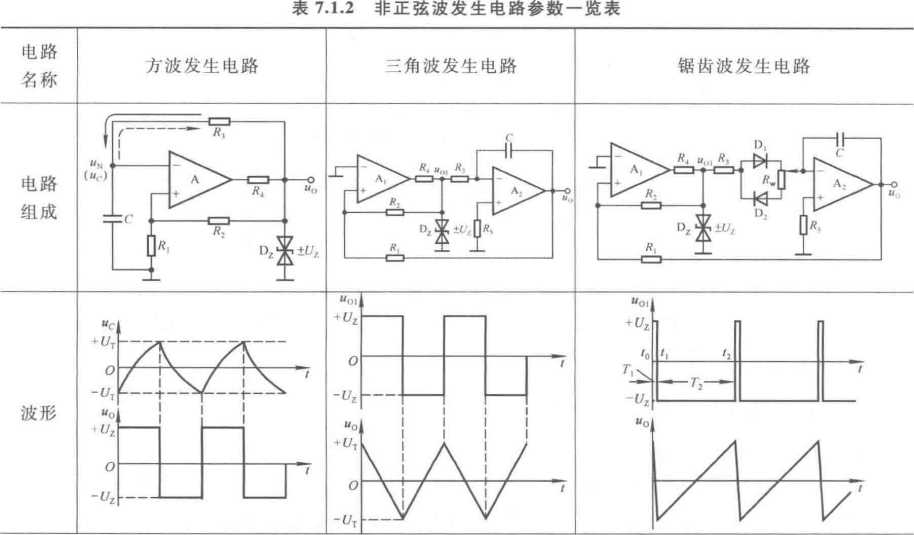 表 7.1.2 非正弦波发生电路参数一览表
电路名称
方波发生电路
三角波发生电路
锯齿波发生电路
电路组成
R3
uN
(uC)
A
R4
uO
C
R2
R1
DZ
±UZ
C
R4
uO1
R3
A1
A2
uO
R2
DZ
±UZ
R5
R1
D1
C
A1
R4
uO1
R3
RW
A2
uO
R2
D2
DZ
±UZ
R5
R1
波形
uC
+UT
O
t
−UT
uO
+UZ
O
t
−UZ
uO1
+UZ
O
t
−UZ
uO
+UT
O
t
−UT
uO1
+UZ
t0
t1
t2
O
t
T1
T2
−UZ
uO
O
t